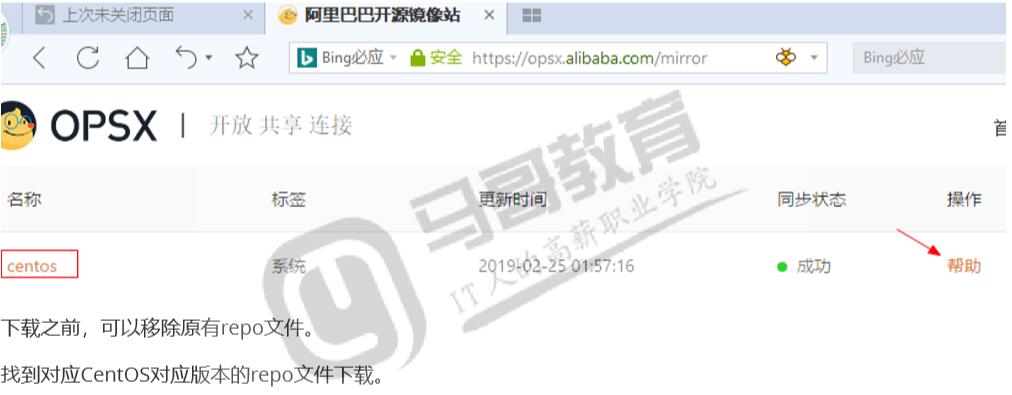 上次未关闭页面 × 阿里巴巴开源镜像站 ×
Bing必应 安全 https://opsx.alibaba.com/mirror Bing必应
OPSX | 开放 共享 连接 首
名称 标签 更新时间 同步状态 操作
centos 系统 2019-02-25 01:57:16 成功 帮助
马哥教育
IT人的高薪职业学院
下载之前，可以移除原有repo文件。
找到对应CentOS对应版本的repo文件下载。